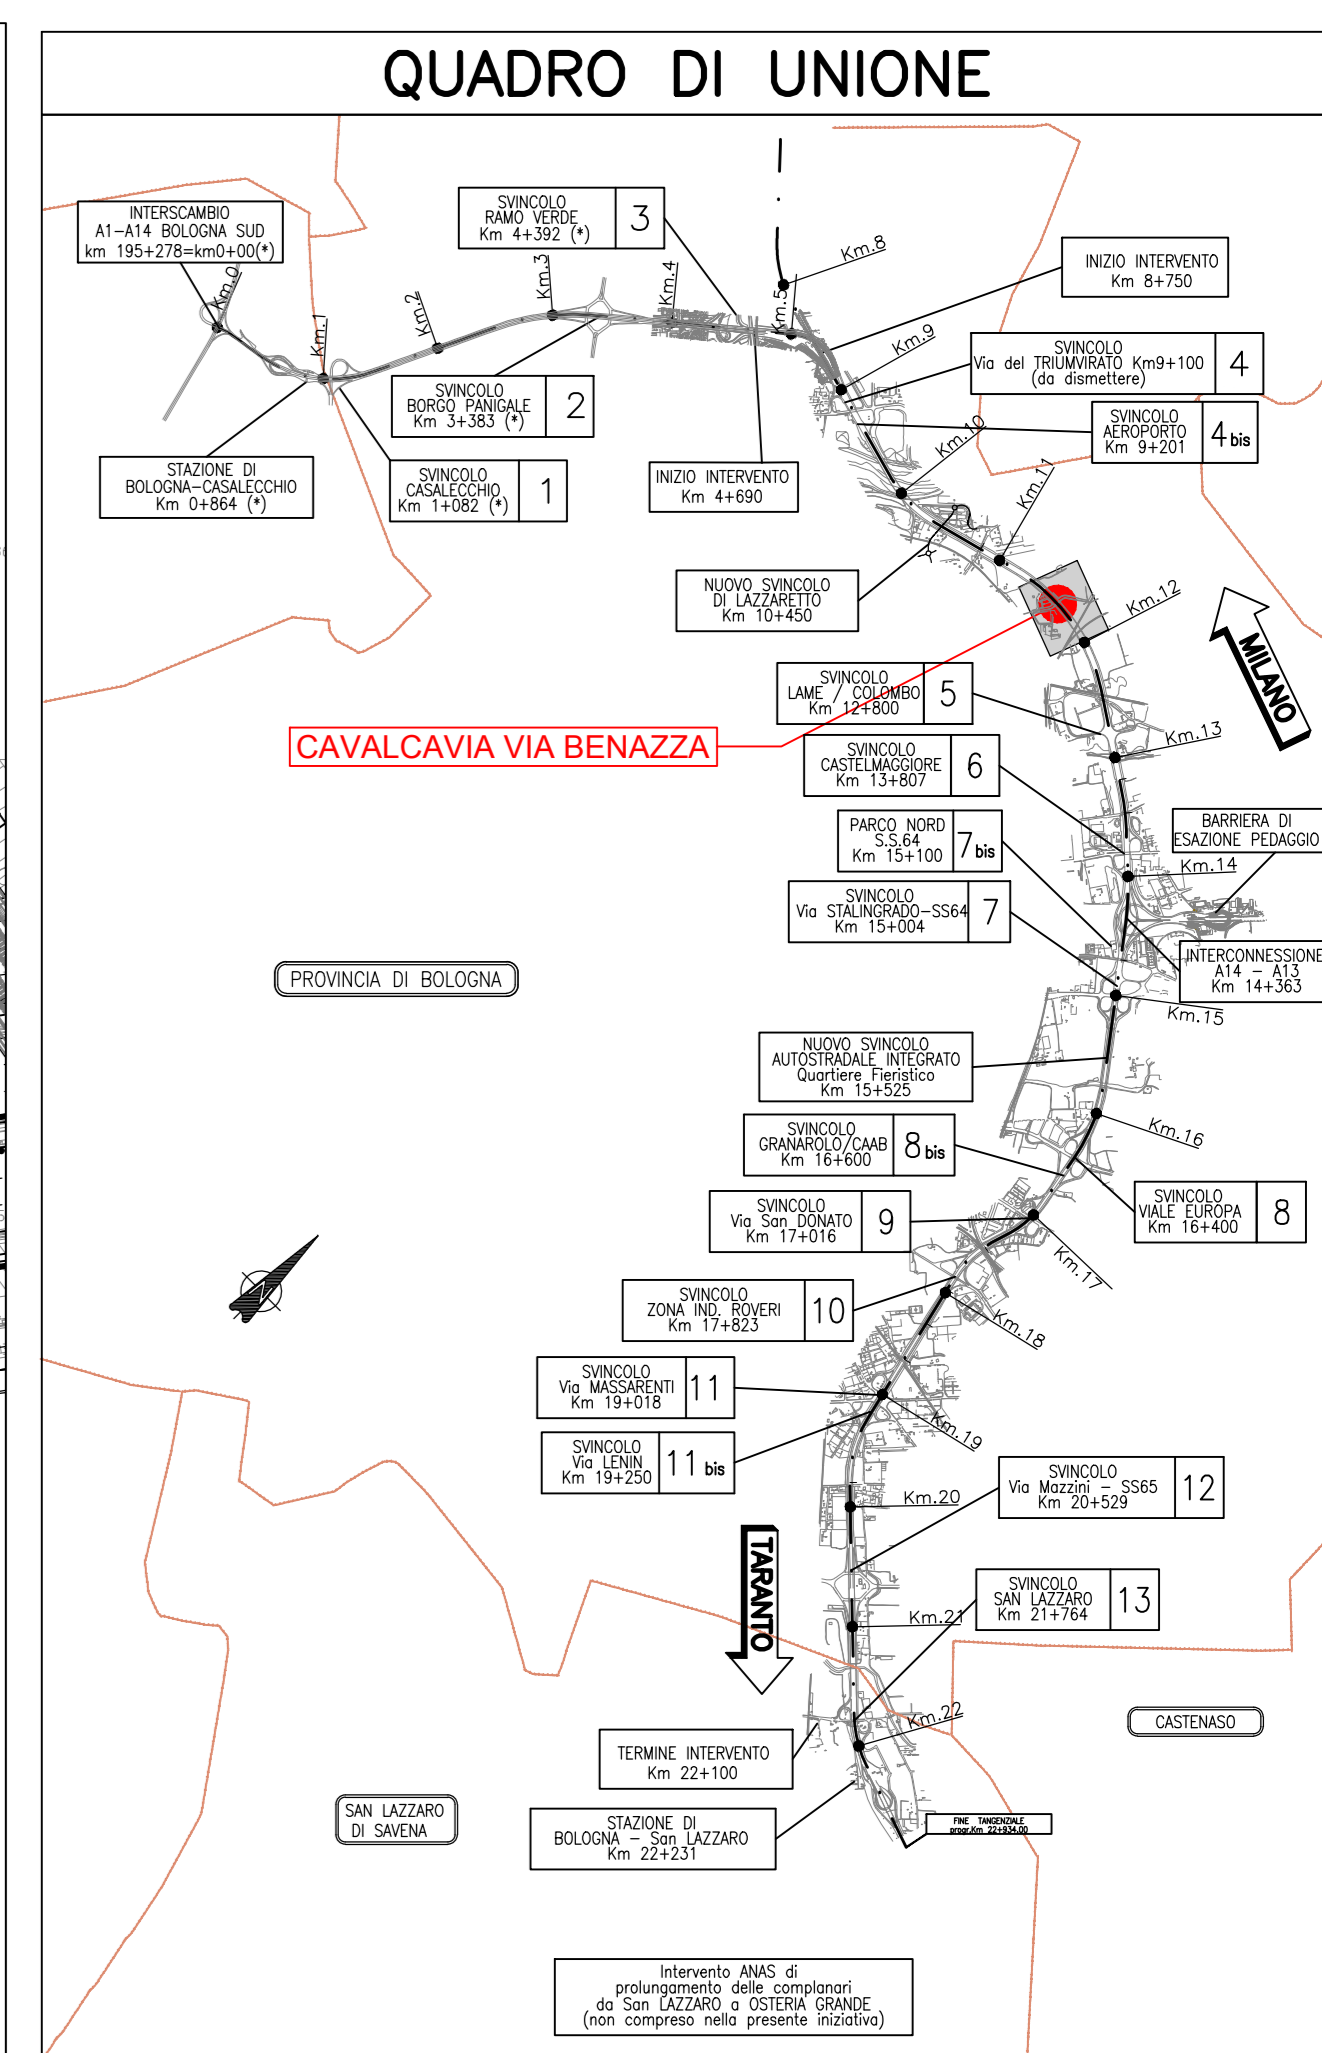 QUADRO DI UNIONE
INTERSCAMBIO
A1-A14 BOLOGNA SUD
km 195+278=km0+00(*)
SVINCOLO
RAMO VERDE
Km 4+392 (*)
3
Km.0
Km.1
Km.2
Km.3
Km.4
Km.5
Km.8
INIZIO INTERVENTO
Km 8+750
Km.9
SVINCOLO
Via del TRIUMVIRATO Km9+100
(da dismettere)
4
SVINCOLO
BORGO PANIGALE
Km 3+383 (*)
2
SVINCOLO
AEROPORTO
Km 9+201
4 bis
STAZIONE DI
BOLOGNA-CASALECCHIO
Km 0+864 (*)
SVINCOLO
CASALECCHIO
Km 1+082 (*)
1
INIZIO INTERVENTO
Km 4+690
Km.10
Km.11
NUOVO SVINCOLO
DI LAZZARETTO
Km 10+450
Km.12
MILANO
SVINCOLO
LAME / COLOMBO
Km 12+800
5
CAVALCAVIA VIA BENAZZA
Km.13
SVINCOLO
CASTELMAGGIORE
Km 13+807
6
PARCO NORD
S.S.64
Km 15+100
7 bis
BARRIERA DI
ESAZIONE PEDAGGIO
Km.14
SVINCOLO
Via STALINGRADO-SS64
Km 15+004
7
INTERCONNESSIONE
A14 - A13
Km 14+363
PROVINCIA DI BOLOGNA
Km.15
NUOVO SVINCOLO
AUTOSTRADALE INTEGRATO
Quartiere Fieristico
Km 15+525
Km.16
SVINCOLO
GRANAROLO/CAAB
Km 16+600
8 bis
SVINCOLO
VIALE EUROPA
Km 16+400
8
SVINCOLO
Via San DONATO
Km 17+016
9
Km.17
SVINCOLO
ZONA IND. ROVERI
Km 17+823
10
Km.18
SVINCOLO
Via MASSARENTI
Km 19+018
11
Km.19
SVINCOLO
Via LENIN
Km 19+250
11 bis
Km.20
SVINCOLO
Via Mazzini - SS65
Km 20+529
12
TARANTO
SVINCOLO
SAN LAZZARO
Km 21+764
13
Km.21
Km.22
CASTENASO
TERMINE INTERVENTO
Km 22+100
SAN LAZZARO
DI SAVENA
STAZIONE DI
BOLOGNA - San LAZZARO
Km 22+231
FINE TANGENZIALE
progr.Km 22+934.00
Intervento ANAS di
prolungamento delle complanari
da San LAZZARO a OSTERIA GRANDE
(non compreso nella presente iniziativa)